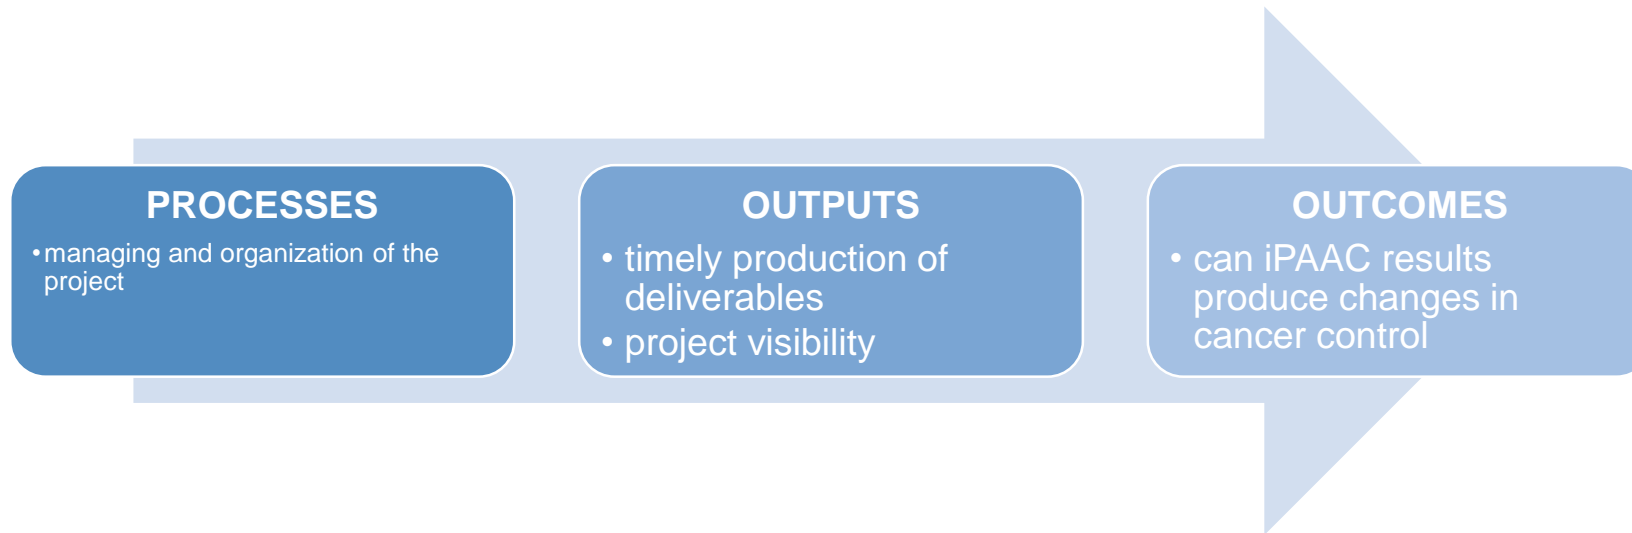 PROCESSES
•managing and organization of the
project
OUTPUTS
• timely production of
deliverables
• project visibility
OUTCOMES
• can iPAAC results
produce changes in
cancer control